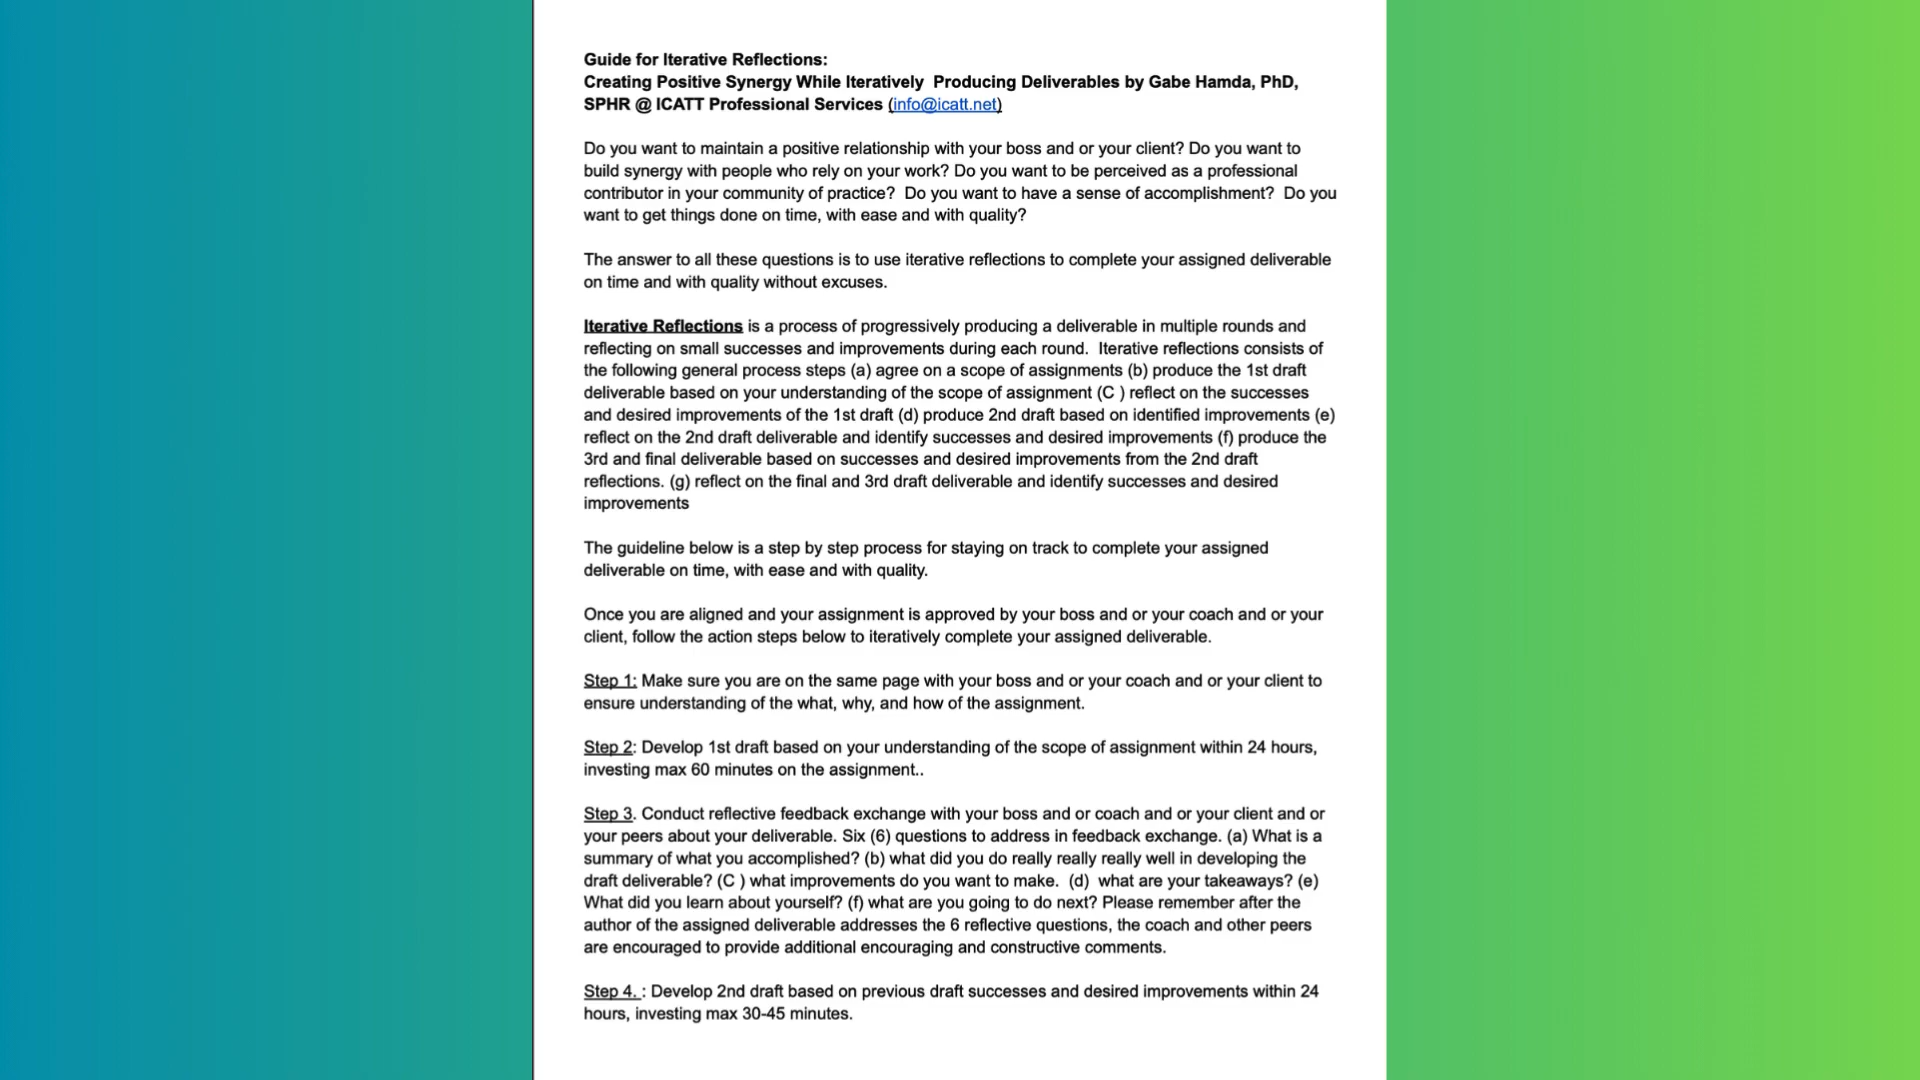 Guide for Iterative Reflections:
Creating Positive Synergy While Iteratively  Producing Deliverables by Gabe Hamda, PhD,
SPHR @ ICATT Professional Services (info@icatt.net)
Do you want to maintain a positive relationship with your boss and or your client? Do you want to
build synergy with people who rely on your work? Do you want to be perceived as a professional
contributor in your community of practice?  Do you want to have a sense of accomplishment?  Do you
want to get things done on time, with ease and with quality?
The answer to all these questions is to use iterative reflections to complete your assigned deliverable
on time and with quality without excuses.
Iterative Reflections is a process of progressively producing a deliverable in multiple rounds and
reflecting on small successes and improvements during each round.  Iterative reflections consists of
the following general process steps (a) agree on a scope of assignments (b) produce the 1st draft
deliverable based on your understanding of the scope of assignment (C ) reflect on the successes
and desired improvements of the 1st draft (d) produce 2nd draft based on identified improvements (e)
reflect on the 2nd draft deliverable and identify successes and desired improvements (f) produce the
3rd and final deliverable based on successes and desired improvements from the 2nd draft
reflections. (g) reflect on the final and 3rd draft deliverable and identify successes and desired
improvements
The guideline below is a step by step process for staying on track to complete your assigned
deliverable on time, with ease and with quality.
Once you are aligned and your assignment is approved by your boss and or your coach and or your
client, follow the action steps below to iteratively complete your assigned deliverable.
Step 1: Make sure you are on the same page with your boss and or your coach and or your client to
ensure understanding of the what, why, and how of the assignment.
Step 2: Develop 1st draft based on your understanding of the scope of assignment within 24 hours,
investing max 60 minutes on the assignment..
Step 3. Conduct reflective feedback exchange with your boss and or coach and or your client and or
your peers about your deliverable. Six (6) questions to address in feedback exchange. (a) What is a
summary of what you accomplished? (b) what did you do really really really well in developing the
draft deliverable? (C ) what improvements do you want to make.  (d)  what are your takeaways? (e)
What did you learn about yourself? (f) what are you going to do next? Please remember after the
author of the assigned deliverable addresses the 6 reflective questions, the coach and other peers
are encouraged to provide additional encouraging and constructive comments.
Step 4. : Develop 2nd draft based on previous draft successes and desired improvements within 24
hours, investing max 30-45 minutes.